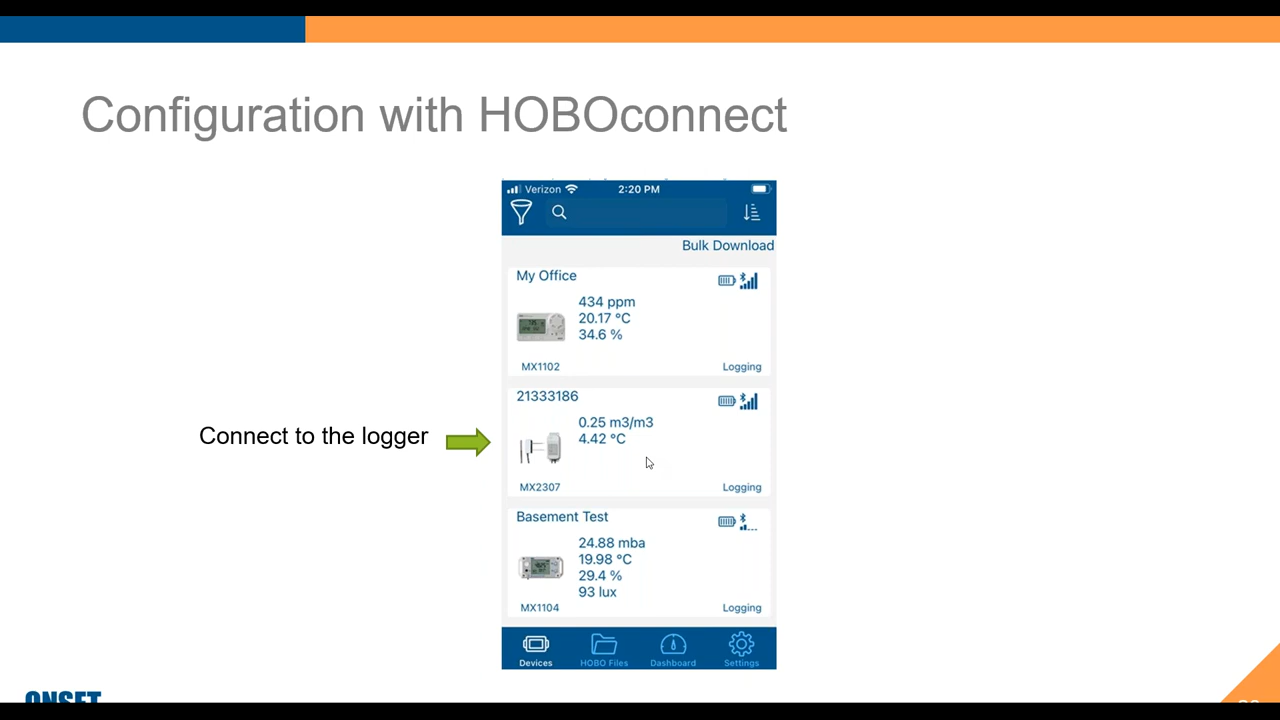 Configuration with HOBOconnect
Verizon 2:20 PM
Bulk Download
My Office
434 ppm
20.17 °C
34.6 %
MX1102 Logging
21333186
Connect to the logger
0.25 m3/m3
4.42 °C
MX2307 Logging
Basement Test
24.88 mba
19.98 °C
29.4 %
93 lux
MX1104 Logging
Devices HOBO Files Dashboard Settings
ONSET